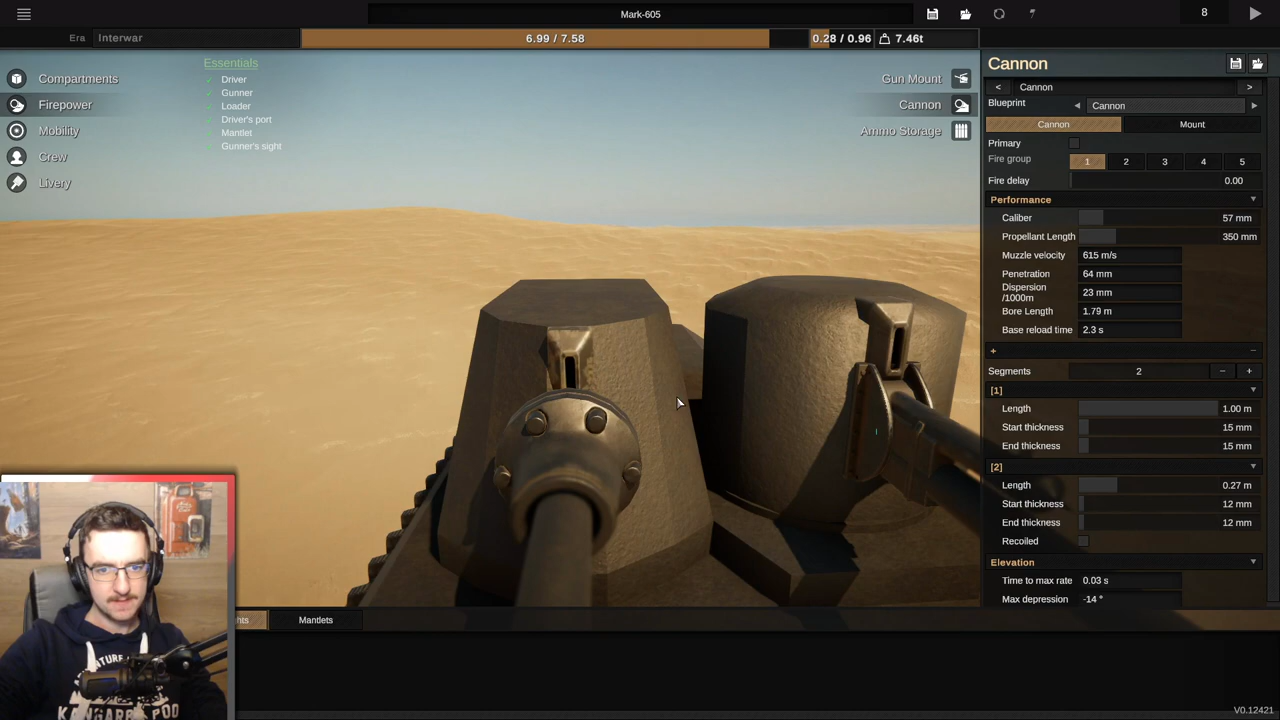 Mark-605
8
Era
Interwar
6.99 / 7.58
0.28 / 0.96
7.46t
Essentials
Driver
Gunner
Loader
Driver's port
Mantlet
Gunner's sight
Compartments
Firepower
Mobility
Crew
Livery
Gun Mount
Cannon
Ammo Storage
Cannon
< Cannon >
Blueprint Cannon
Cannon Mount
Primary
Fire group 1 2 3 4 5
Fire delay 0.00
Performance
Caliber 57 mm
Propellant Length 350 mm
Muzzle velocity 615 m/s
Penetration 64 mm
Dispersion /1000m 23 mm
Bore Length 1.79 m
Base reload time 2.3 s
+ −
Segments 2 − +
[1]
Length 1.00 m
Start thickness 15 mm
End thickness 15 mm
[2]
Length 0.27 m
Start thickness 12 mm
End thickness 12 mm
Recoiled
Elevation
Time to max rate 0.03 s
Max depression -14 °
Mantlets
KANGAROO POO
V0.12421